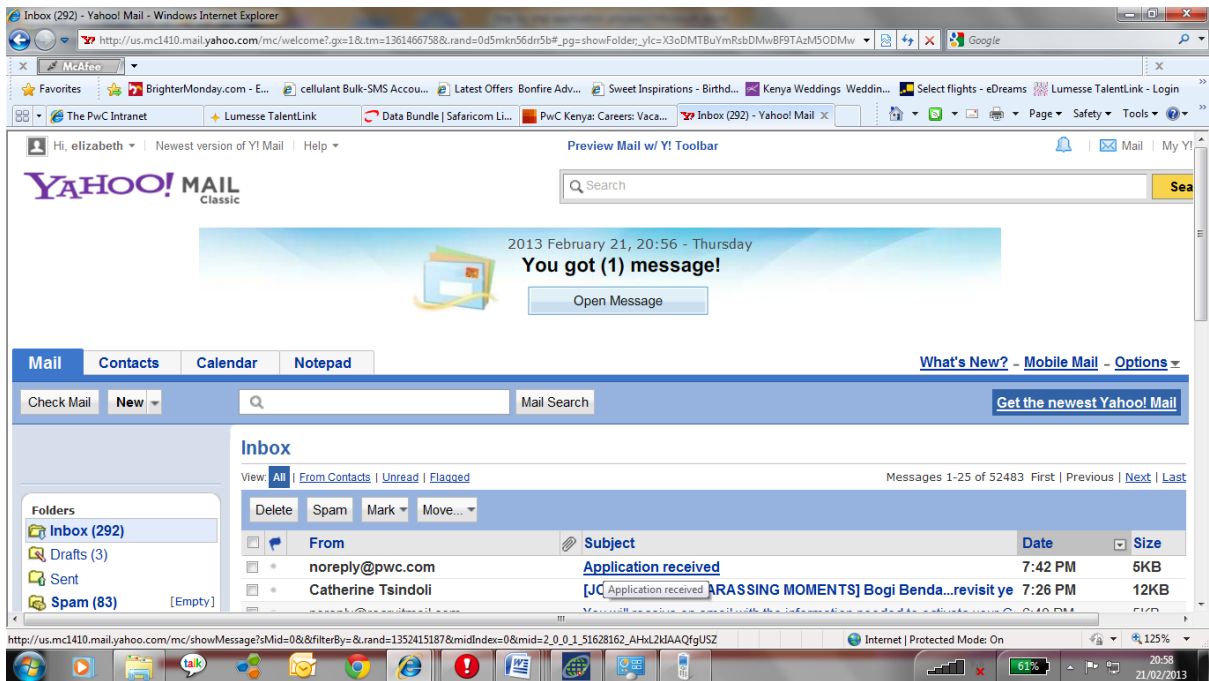 Inbox (292) - Yahoo! Mail - Windows Internet Explorer
http://us.mc1410.mail.yahoo.com/mc/welcome?.gx=1&.tm=1361466758&.rand=0d5mkn56drr5b#_pg=showFolder;_ylc=X3oDMTBuYmRsbDMwBF9TAzM5ODMw Google
X McAfee x
Favorites BrighterMonday.com - E... cellulant Bulk-SMS Accou... Latest Offers Bonfire Adv... Sweet Inspirations - Birthd... Kenya Weddings Weddin... Select flights - eDreams Lumesse TalentLink - Login
The PwC Intranet Lumesse TalentLink Data Bundle | Safaricom Li... PwC Kenya: Careers: Vaca... Inbox (292) - Yahoo! Mail X Page Safety Tools
Hi, elizabeth | Newest version of Y! Mail | Help Preview Mail w/ Y! Toolbar Mail | My Y!
YAHOO! MAIL
Classic
Search Sea
2013 February 21, 20:56 - Thursday
You got (1) message!
Open Message
Mail Contacts Calendar Notepad What's New? - Mobile Mail - Options
Check Mail New Mail Search Get the newest Yahoo! Mail
Inbox
View: All | From Contacts | Unread | Flagged Messages 1-25 of 52483 First | Previous | Next | Last
Folders Delete Spam Mark Move...
Inbox (292) From Subject Date Size
Drafts (3) noreply@pwc.com Application received 7:42 PM 5KB
Sent Catherine Tsindoli [JO Application received ARASSING MOMENTS] Bogi Benda...revisit ye 7:26 PM 12KB
Spam (83) [Empty]
http://us.mc1410.mail.yahoo.com/mc/showMessage?sMid=0&&filterBy=&.rand=1352415187&midIndex=0&mid=2_0_0_1_51628162_AHxL2kIAAQfgUSZ Internet | Protected Mode: On 125%
talk 61% 20:58
21/02/2013